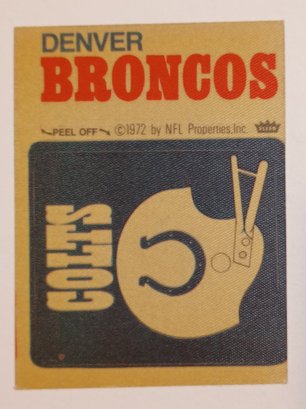 DENVER
BRONCOS
PEEL OFF ©1972 by NFL Properties, Inc. FLEER
COLTS